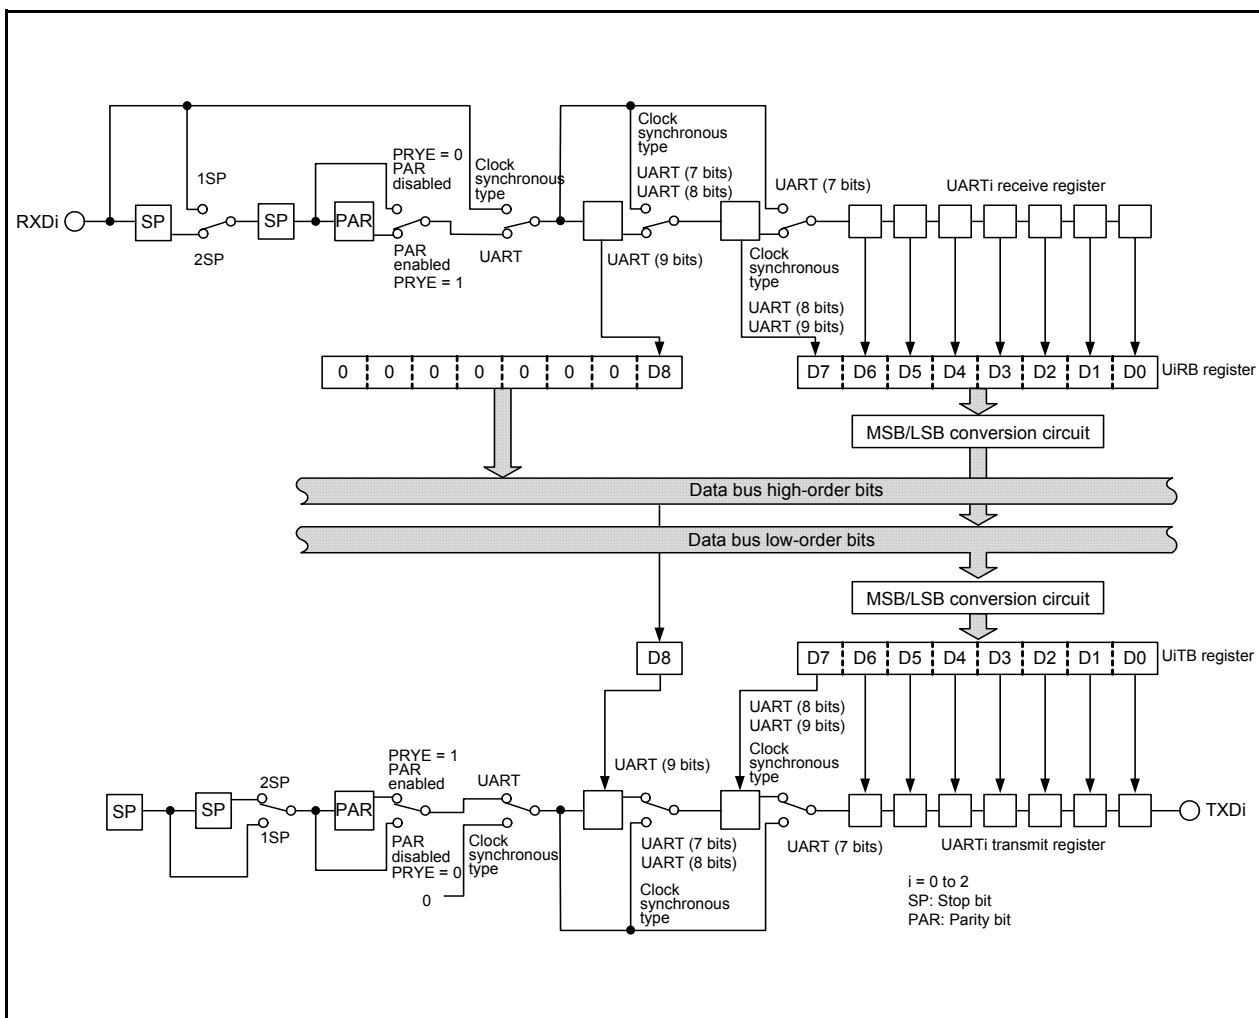 PRYE = 0
PAR
disabled
Clock
synchronous
type
Clock
synchronous
type
UART (7 bits)
UART (8 bits)
UART (7 bits)
UARTi receive register
1SP
RXDi
SP
SP
PAR
2SP
PAR
enabled
PRYE = 1
UART
UART (9 bits)
Clock
synchronous
type
UART (8 bits)
UART (9 bits)
0 0 0 0 0 0 0 D8
D7 D6 D5 D4 D3 D2 D1 D0
UiRB register
MSB/LSB conversion circuit
Data bus high-order bits
Data bus low-order bits
MSB/LSB conversion circuit
D8
D7 D6 D5 D4 D3 D2 D1 D0
UiTB register
UART (8 bits)
UART (9 bits)
Clock
synchronous
type
UART (9 bits)
PRYE = 1
PAR
enabled
UART
2SP
SP
SP
PAR
TXDi
1SP
PAR
disabled
PRYE = 0
Clock
synchronous
type
0
UART (7 bits)
UART (8 bits)
Clock
synchronous
type
UART (7 bits)
UARTi transmit register
i = 0 to 2
SP: Stop bit
PAR: Parity bit